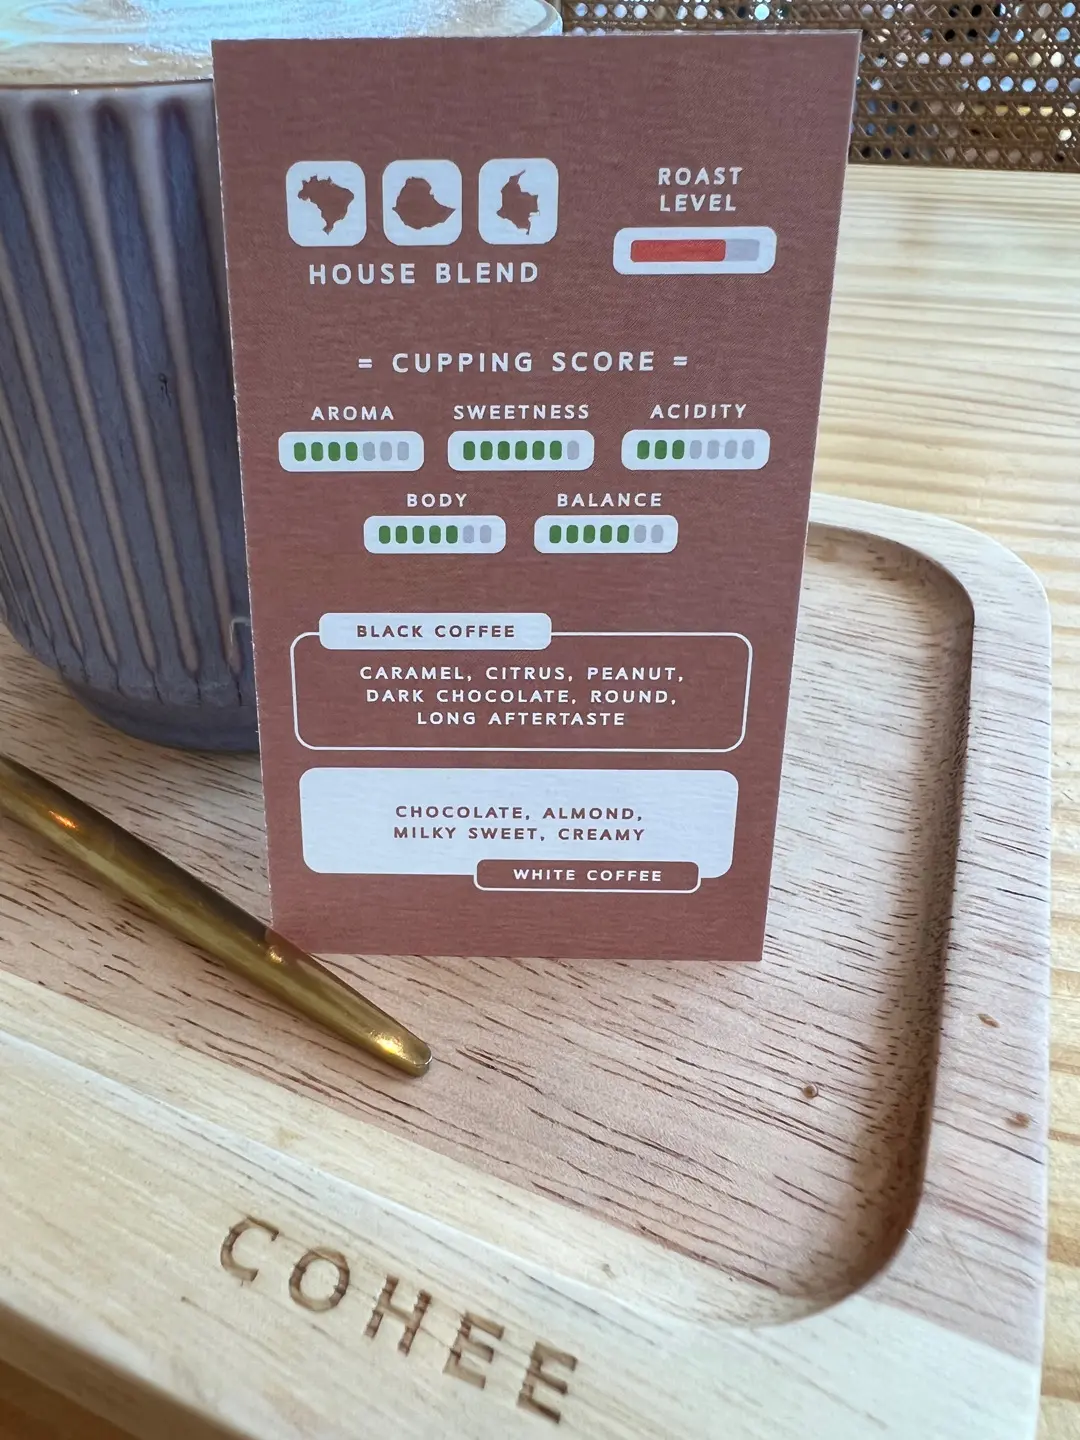 HOUSE BLEND
ROAST
LEVEL
= CUPPING SCORE =
AROMA
SWEETNESS
ACIDITY
BODY
BALANCE
BLACK COFFEE
CARAMEL, CITRUS, PEANUT,
DARK CHOCOLATE, ROUND,
LONG AFTERTASTE
CHOCOLATE, ALMOND,
MILKY SWEET, CREAMY
WHITE COFFEE
COHEE